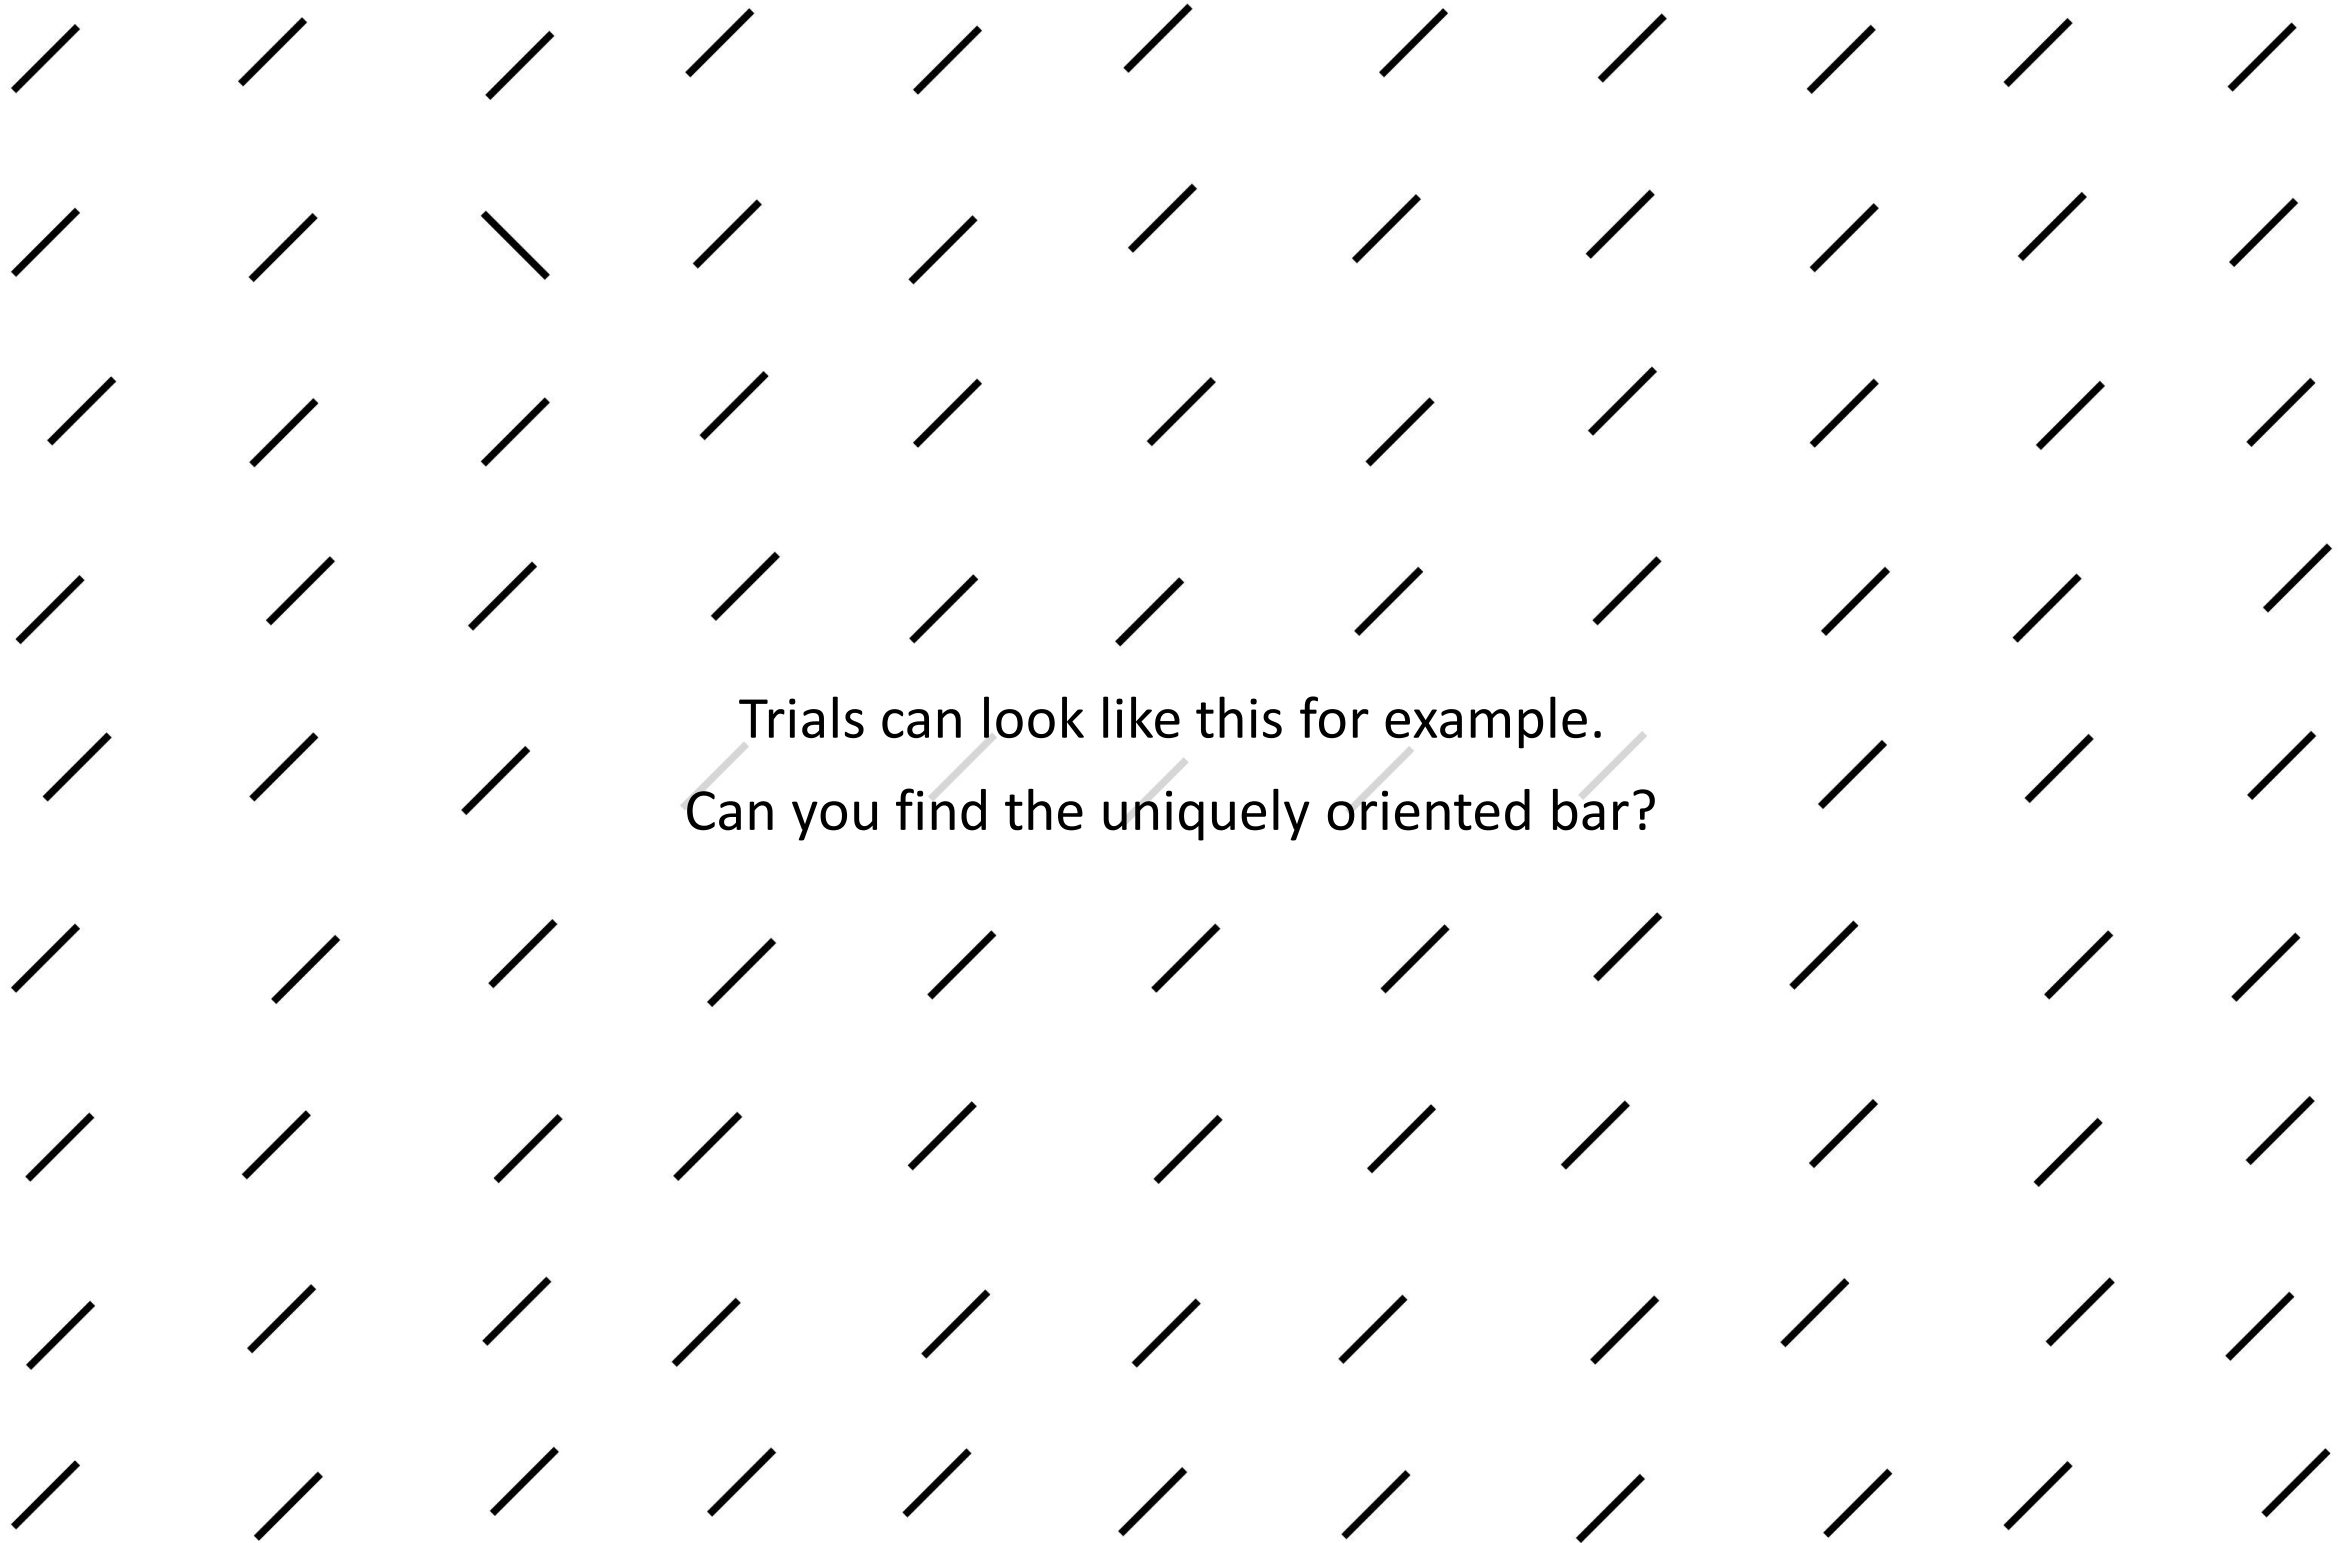 Trials can look like this for example.
Can you find the uniquely oriented bar?